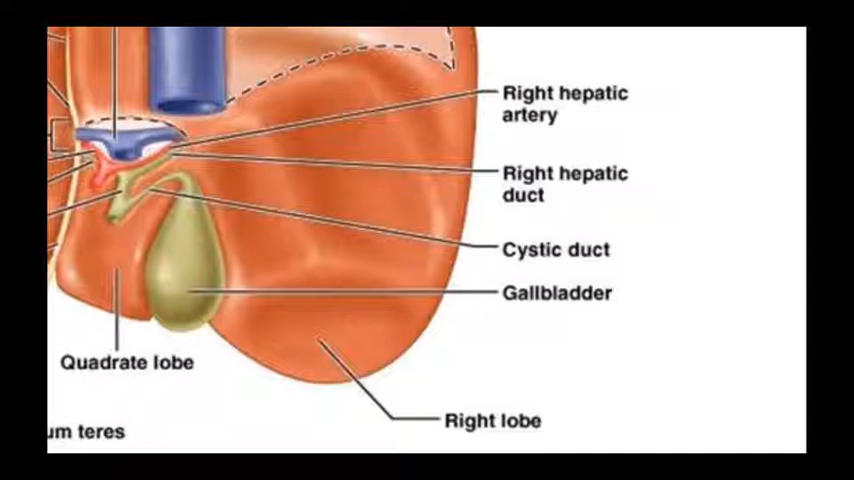 Right hepatic
artery
Right hepatic
duct
Cystic duct
Gallbladder
Quadrate lobe
Right lobe
um teres